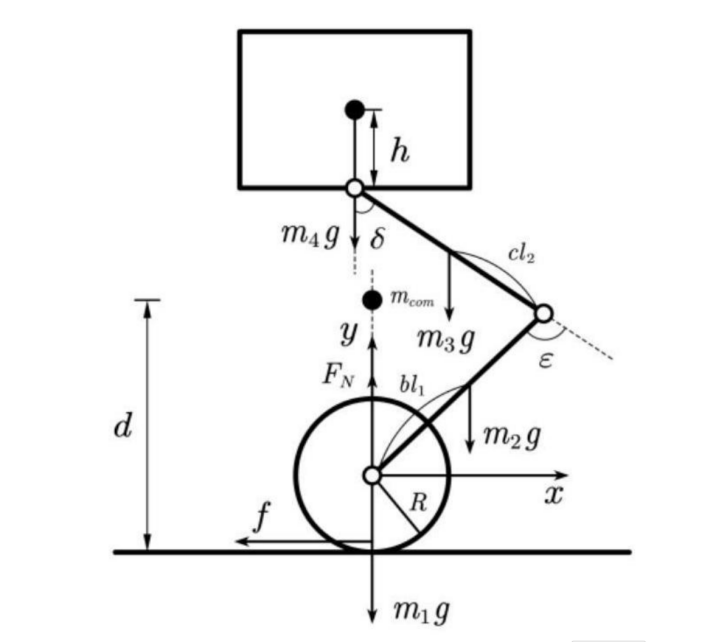 h
m₄g
δ
cl₂
m_com
y
m₃g
ε
F_N
bl₁
d
m₂g
R
x
f
m₁g